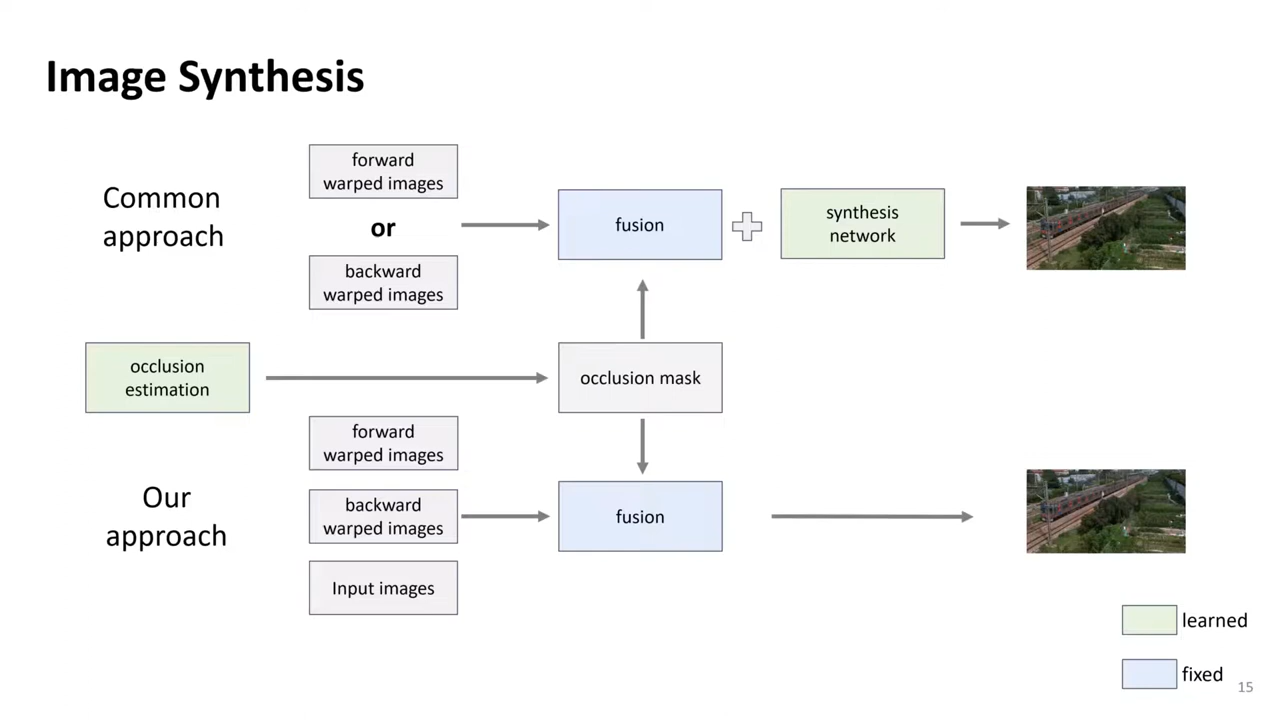 Image Synthesis
Common
approach
forward
warped images
or
backward
warped images
fusion
synthesis
network
occlusion
estimation
occlusion mask
Our
approach
forward
warped images
backward
warped images
Input images
fusion
learned
fixed
15